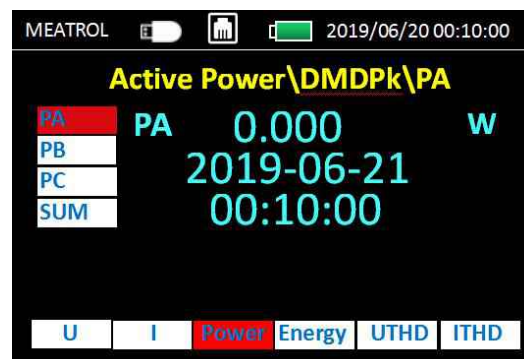 MEATROL 2019/06/20 00:10:00
Active Power\DMDPk\PA
PA PA 0.000 W
PB
PC 2019-06-21
SUM 00:10:00
U I Power Energy UTHD ITHD